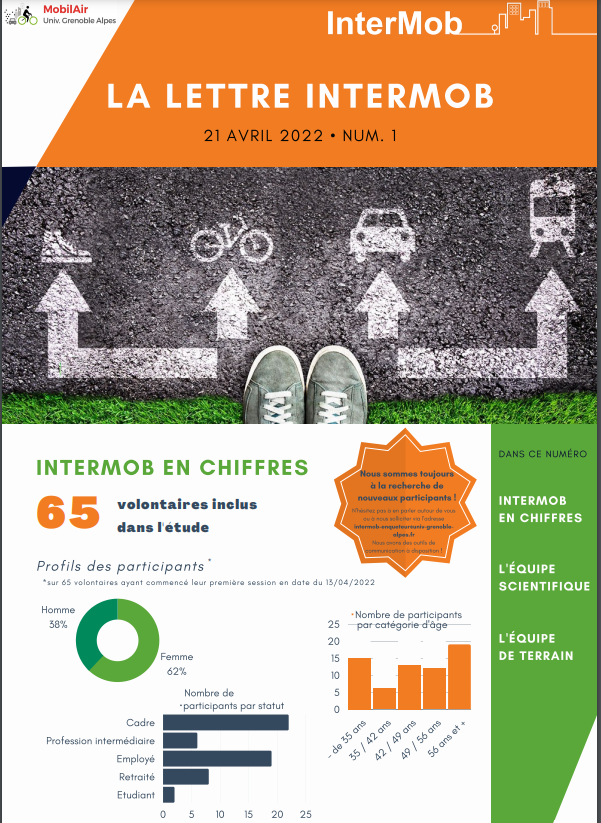 MobilAir
Univ. Grenoble Alpes
InterMob
LA LETTRE INTERMOB
21 AVRIL 2022 • NUM. 1
INTERMOB EN CHIFFRES
65
volontaires inclus
dans l'étude
Nous sommes toujours
à la recherche de
nouveaux participants !
N'hésitez pas à en parler autour de vous
ou à nous solliciter via l'adresse
intermob-enqueteurs@univ-grenoble-
alpes.fr
Nous avons des outils de
communication à disposition !
Profils des participants*
*sur 65 volontaires ayant commencé leur première session en date du 13/04/2022
Homme
38%
Femme
62%
Nombre de participants
par catégorie d'âge
25
20
15
10
5
0
- de 35 ans
35 / 42 ans
42 / 49 ans
49 / 56 ans
56 ans et +
Nombre de
participants par statut
Cadre
Profession intermédiaire
Employé
Retraité
Etudiant
0 5 10 15 20 25
DANS CE NUMÉRO
INTERMOB
EN CHIFFRES
L'ÉQUIPE
SCIENTIFIQUE
L'ÉQUIPE
DE TERRAIN